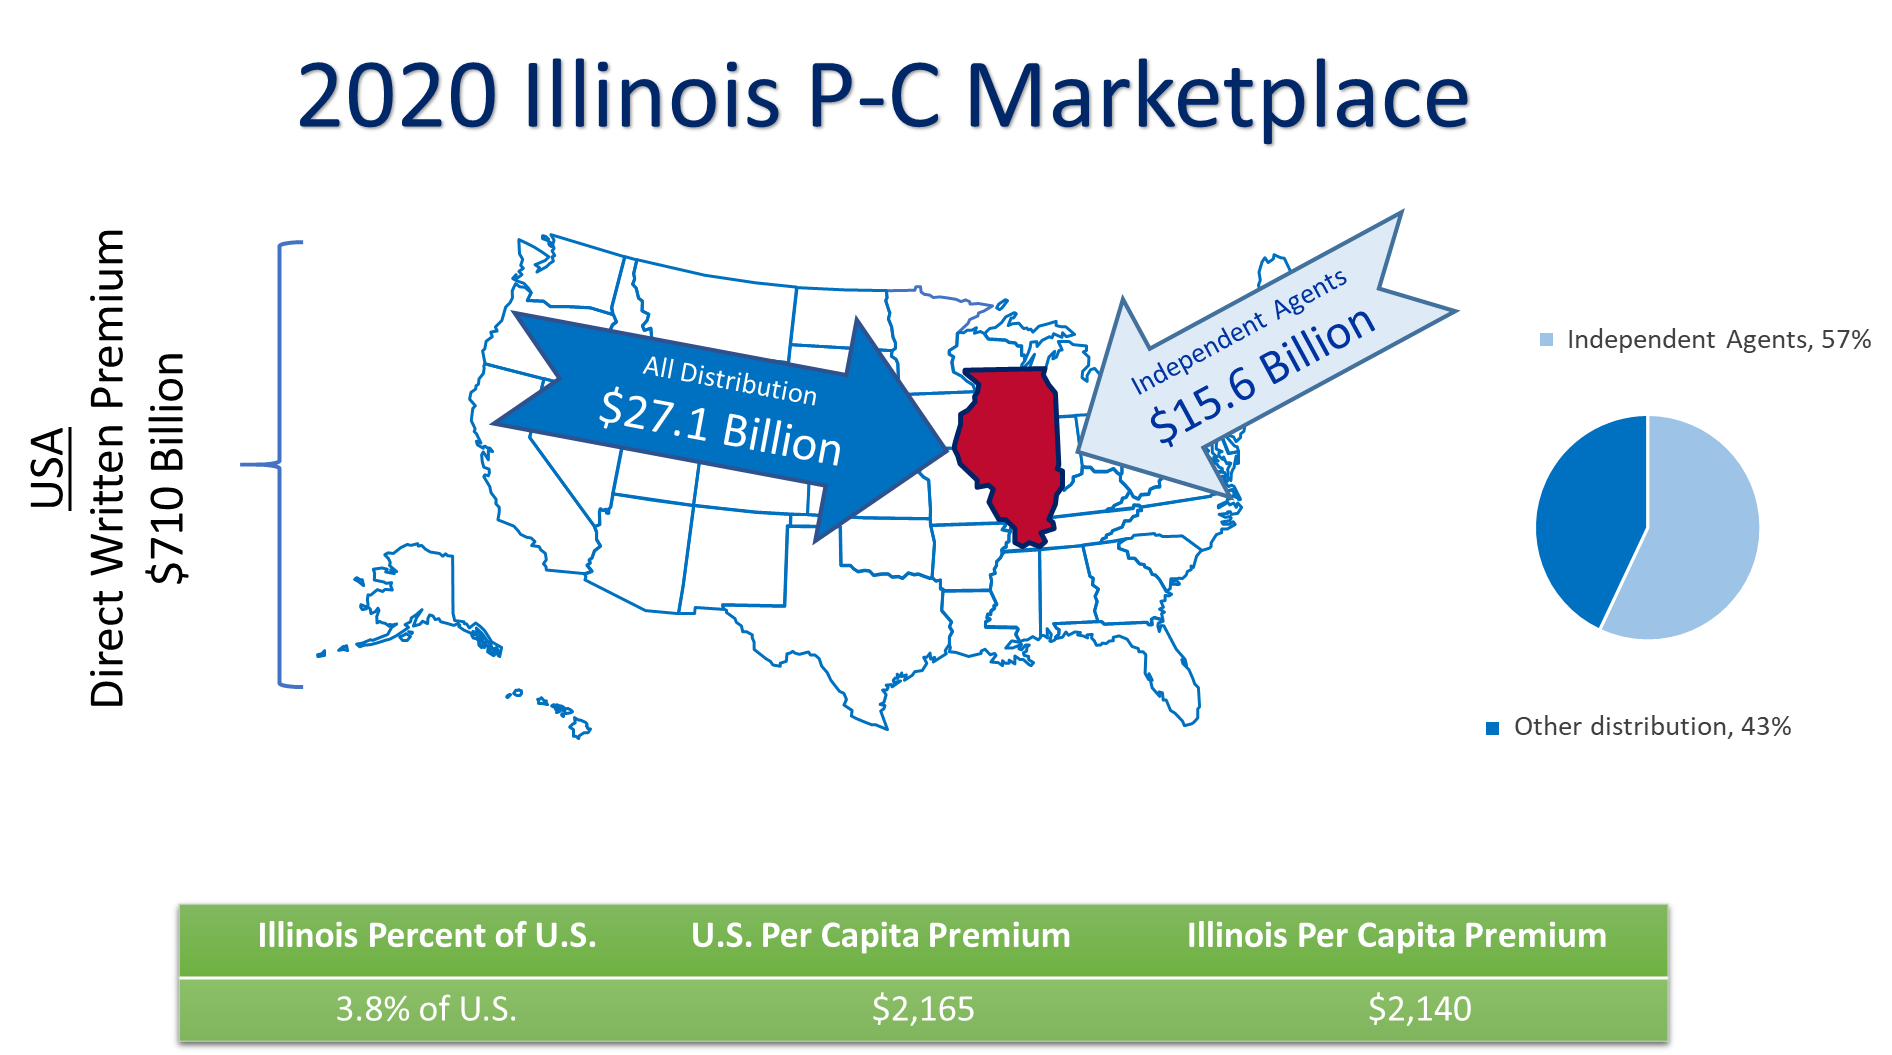 2020 Illinois P-C Marketplace
USA
Direct Written Premium
$710 Billion
All Distribution
$27.1 Billion
Independent Agents
$15.6 Billion
Independent Agents, 57%
Other distribution, 43%
Illinois Percent of U.S.
U.S. Per Capita Premium
Illinois Per Capita Premium
3.8% of U.S.
$2,165
$2,140